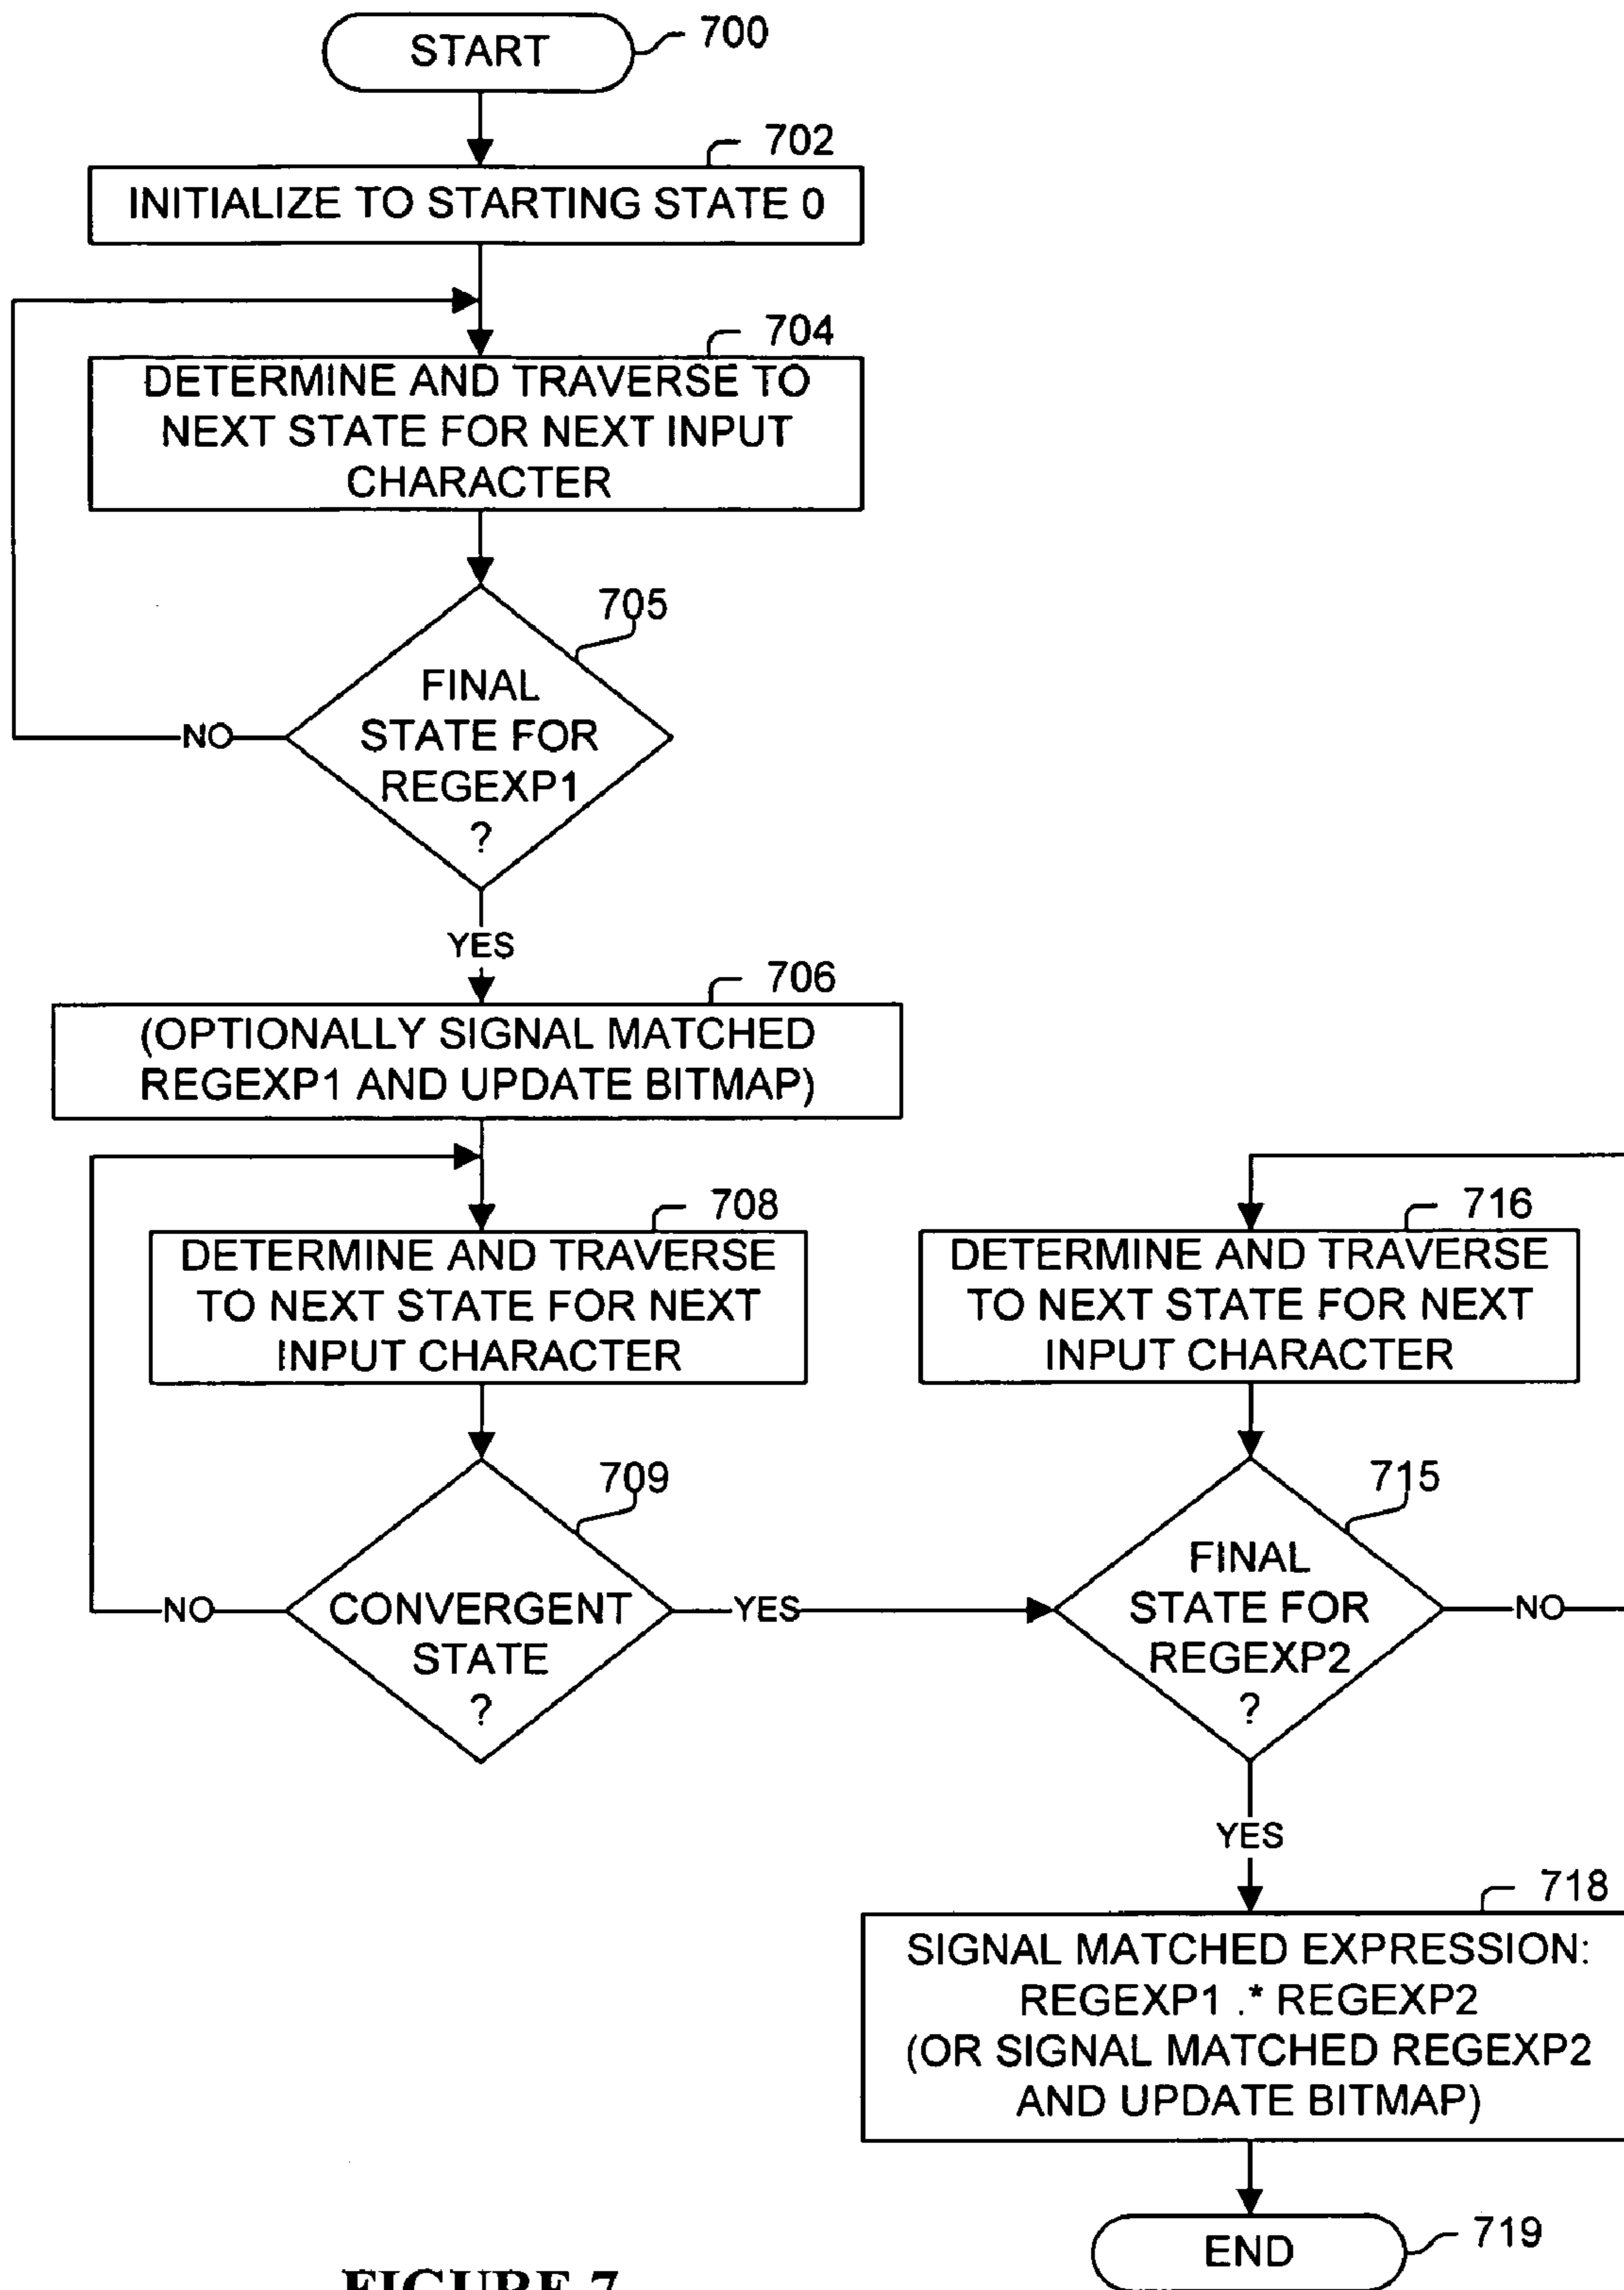 START
700
702
INITIALIZE TO STARTING STATE 0
704
DETERMINE AND TRAVERSE TO
NEXT STATE FOR NEXT INPUT
CHARACTER
705
FINAL
STATE FOR
REGEXP1
?
NO
YES
706
(OPTIONALLY SIGNAL MATCHED
REGEXP1 AND UPDATE BITMAP)
708
DETERMINE AND TRAVERSE
TO NEXT STATE FOR NEXT
INPUT CHARACTER
709
CONVERGENT
STATE
?
NO
YES
716
DETERMINE AND TRAVERSE
TO NEXT STATE FOR NEXT
INPUT CHARACTER
715
FINAL
STATE FOR
REGEXP2
?
NO
YES
718
SIGNAL MATCHED EXPRESSION:
REGEXP1 .* REGEXP2
(OR SIGNAL MATCHED REGEXP2
AND UPDATE BITMAP)
END
719
FIGURE 7